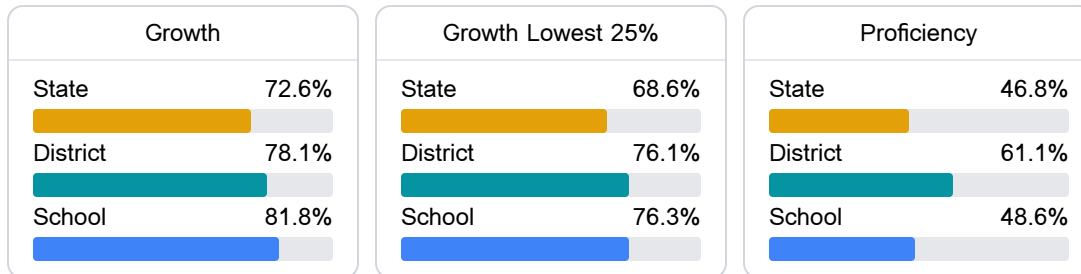 Growth
State 72.6%
District 78.1%
School 81.8%
Growth Lowest 25%
State 68.6%
District 76.1%
School 76.3%
Proficiency
State 46.8%
District 61.1%
School 48.6%